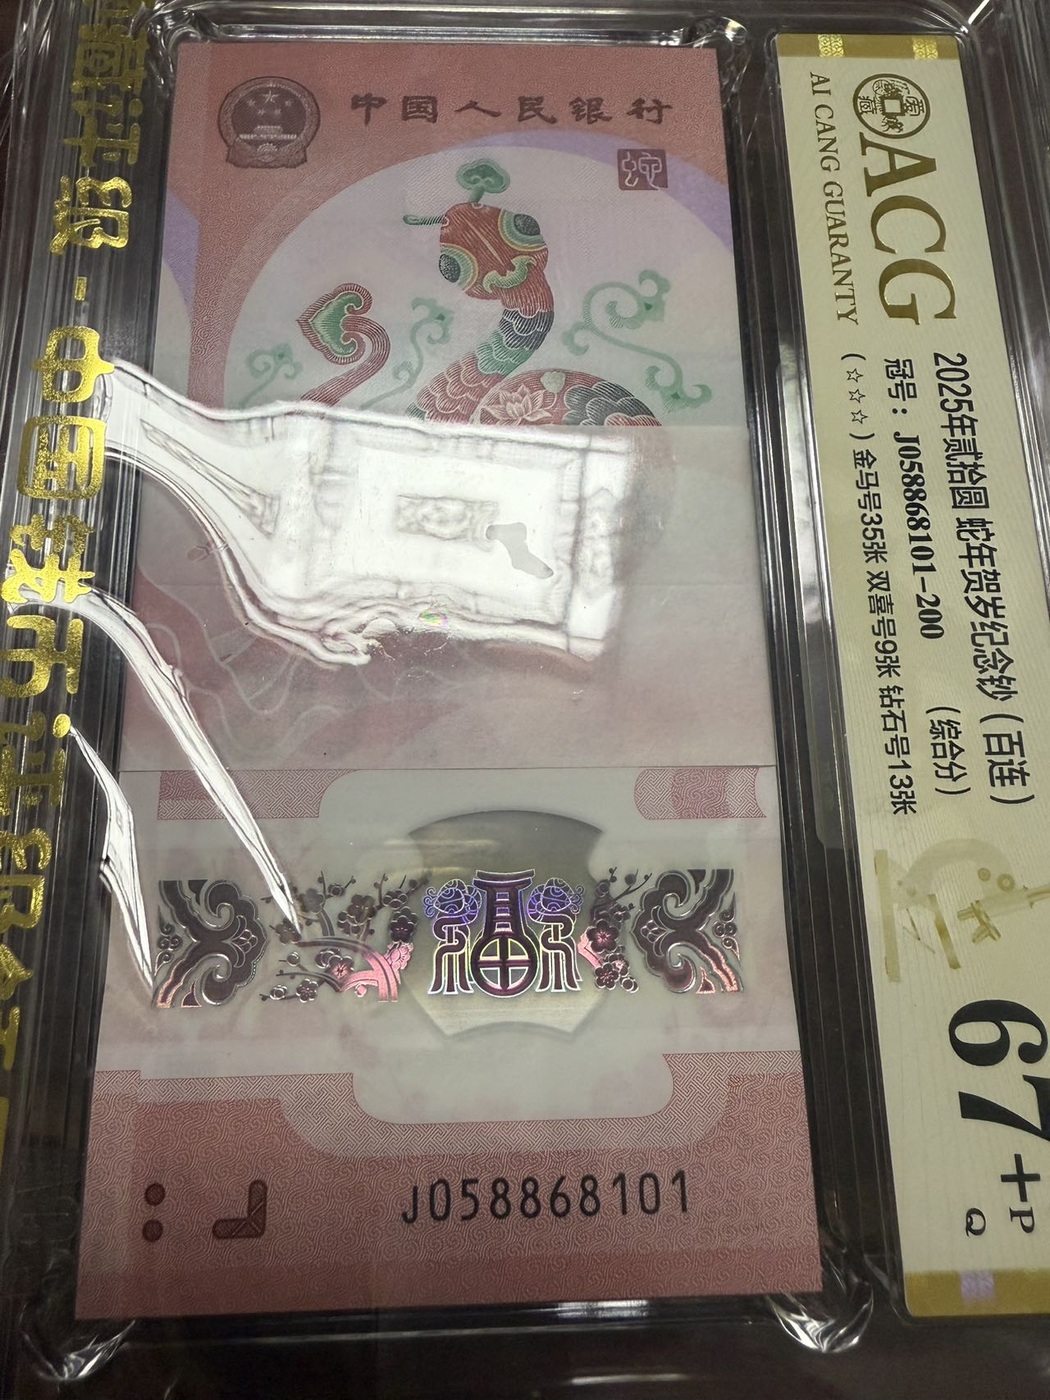 中国人民银行
J058868101
ACG
AI CANG GUARANTY
2025年贰拾圆 蛇年贺岁纪念钞(百连)
冠号:J058868101-200 (综合分)
(☆☆☆)金马号35张 双喜号9张 钻石号13张
67+P
Q
中国